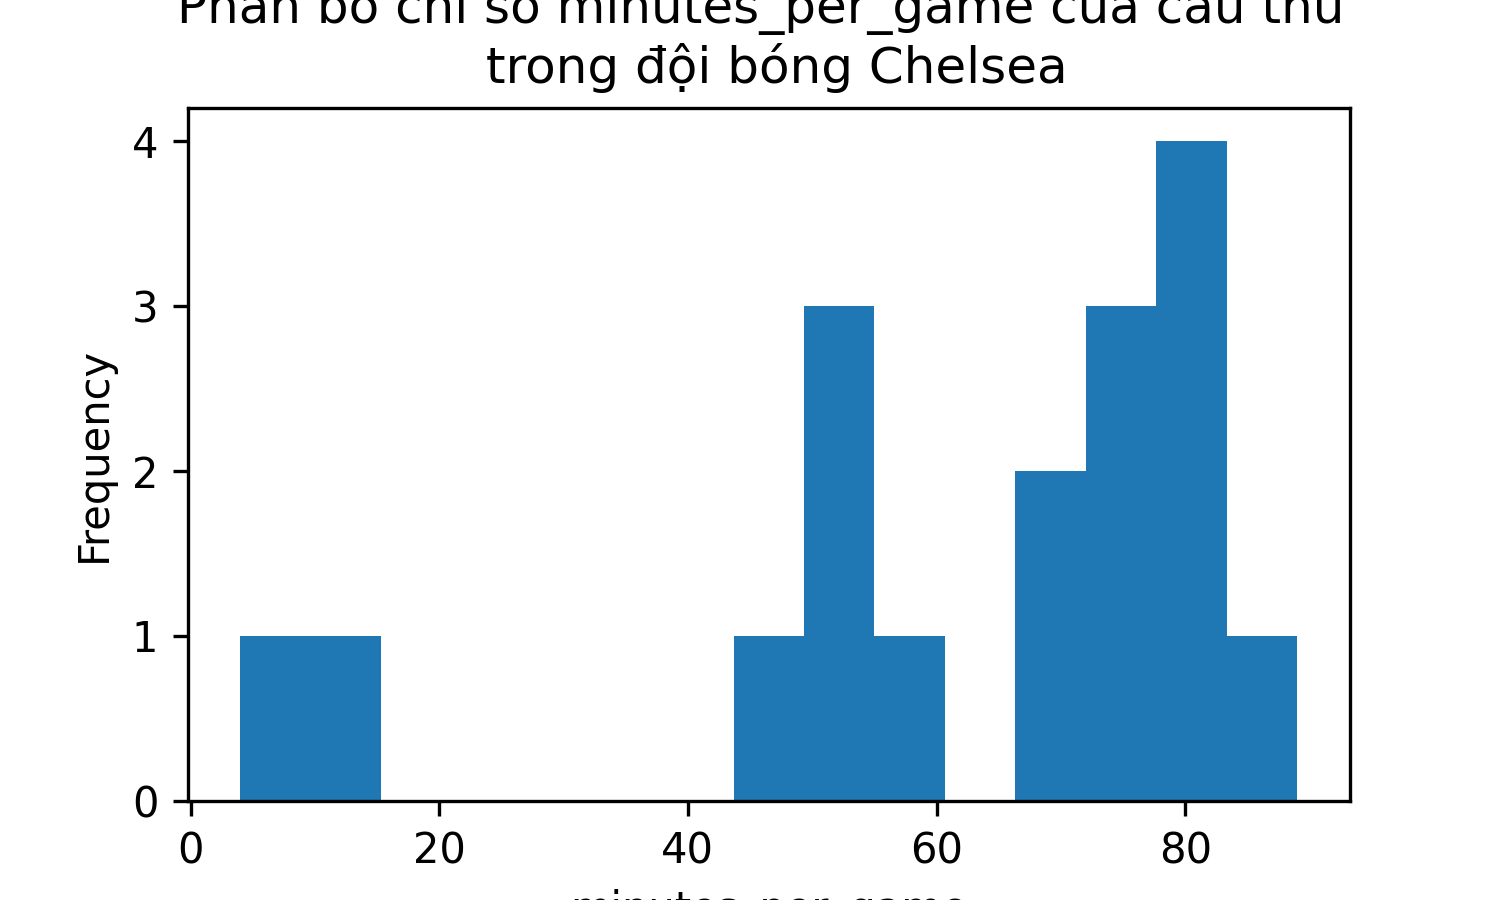 Phân bố chỉ số minutes_per_game của cầu thủ
trong đội bóng Chelsea
4
3
2
1
0
Frequency
0 20 40 60 80
minutes_per_game